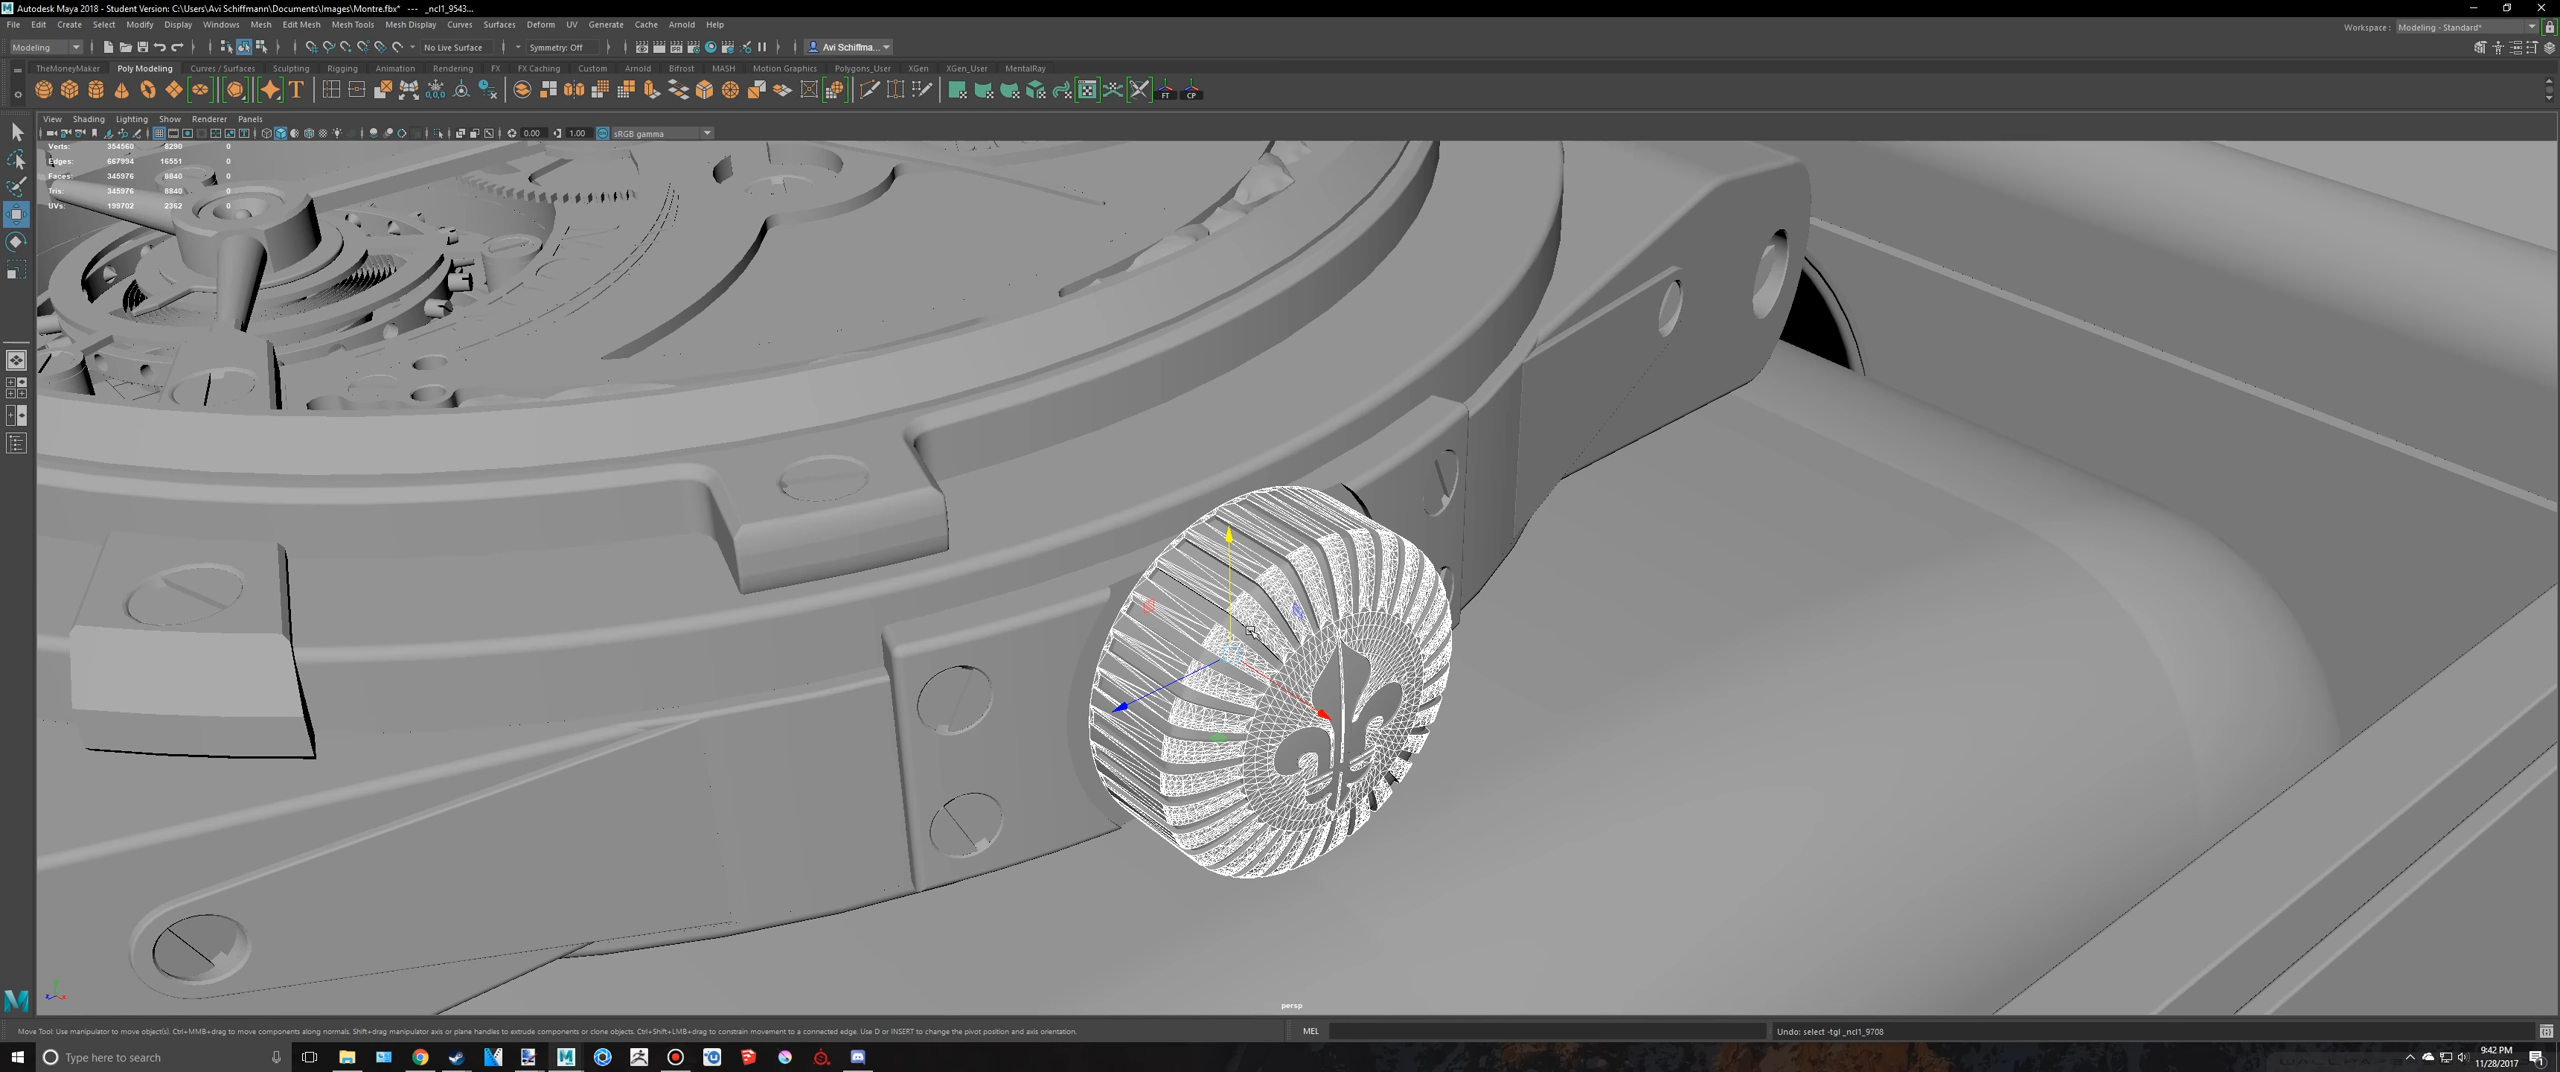 Autodesk Maya 2018 - Student Version: C:\Users\Avi Schiffmann\Documents\Images\Montre.fbx* --- _ncl1_9543...
File Edit Create Select Modify Display Windows Mesh Edit Mesh Mesh Tools Mesh Display Curves Surfaces Deform UV Generate Cache Arnold Help
Workspace : Modeling - Standard*
Modeling No Live Surface Symmetry: Off Avi Schiffma...
TheMoneyMaker Poly Modeling Curves / Surfaces Sculpting Rigging Animation Rendering FX FX Caching Custom Arnold Bifrost MASH Motion Graphics Polygons_User XGen XGen_User MentalRay
FT CP
View Shading Lighting Show Renderer Panels
0.00 1.00 sRGB gamma
Verts: 354560 8290 0
Edges: 667994 16551 0
Faces: 345976 8840 0
Tris: 345976 8840 0
UVs: 199702 2362 0
persp
Move Tool: Use manipulator to move object(s). Ctrl+MMB+drag to move components along normals. Shift+drag manipulator axis or plane handles to extrude components or clone objects. Ctrl+Shift+LMB+drag to constrain movement to a connected edge. Use D or INSERT to change the pivot position and axis orientation.
MEL
Undo: select -tgl _ncl1_9708
Type here to search
9:42 PM
11/28/2017